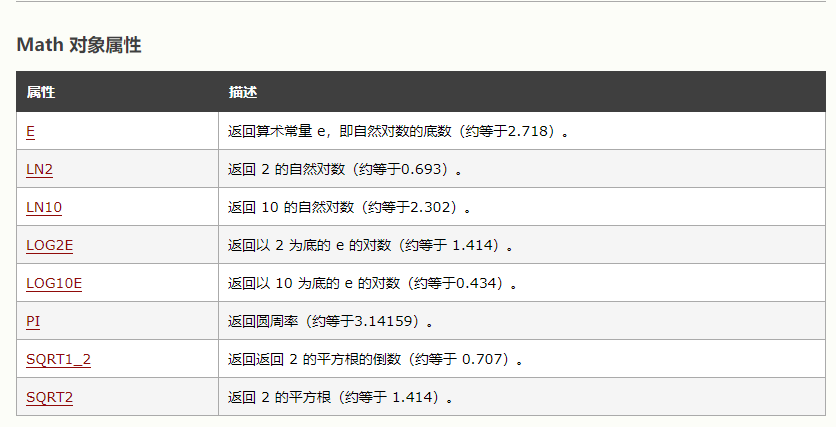 Math 对象属性
属性 描述
E 返回算术常量 e，即自然对数的底数（约等于2.718）。
LN2 返回 2 的自然对数（约等于0.693）。
LN10 返回 10 的自然对数（约等于2.302）。
LOG2E 返回以 2 为底的 e 的对数（约等于 1.414）。
LOG10E 返回以 10 为底的 e 的对数（约等于0.434）。
PI 返回圆周率（约等于3.14159）。
SQRT1_2 返回返回 2 的平方根的倒数（约等于 0.707）。
SQRT2 返回 2 的平方根（约等于 1.414）。